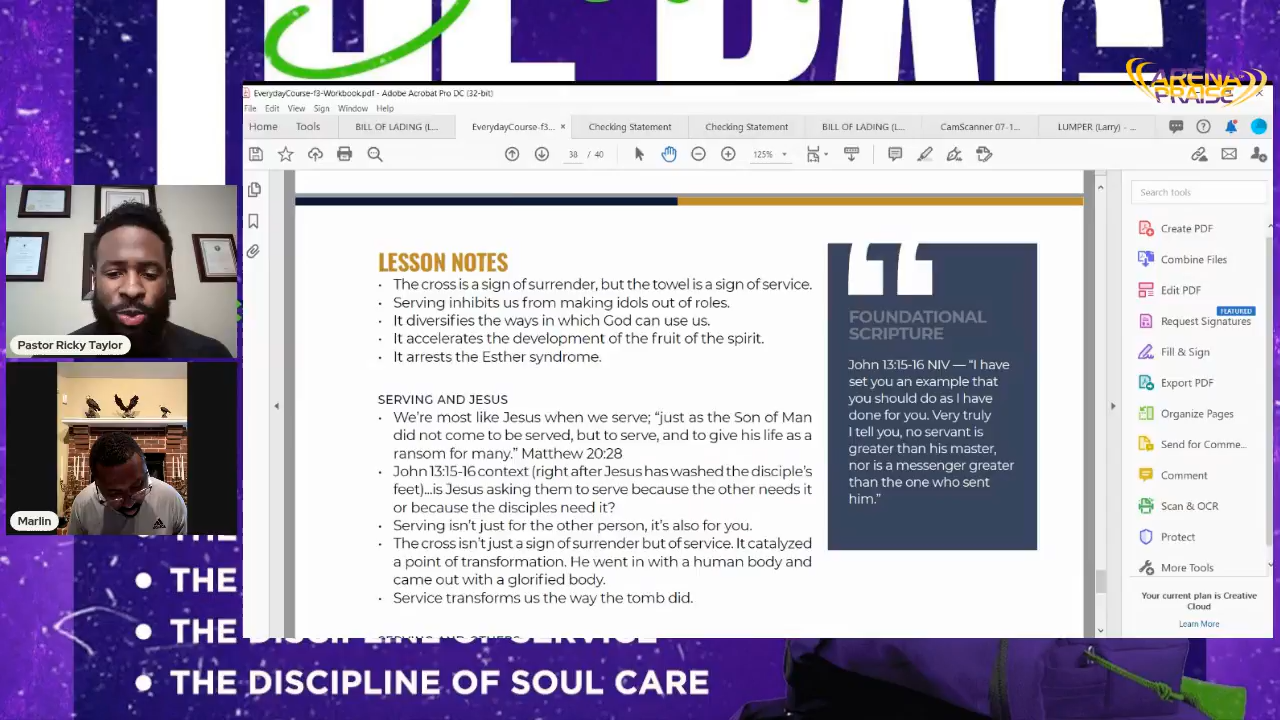 ARENA
PRAISE
EverydayCourse-f3-Workbook.pdf - Adobe Acrobat Pro DC (32-bit)
File Edit View Sign Window Help
Home Tools BILL OF LADING (L... EverydayCourse-f3... × Checking Statement Checking Statement BILL OF LADING (L... CamScanner 07-1... LUMPER (Larry) - ...
38 / 40 125%
LESSON NOTES
• The cross is a sign of surrender, but the towel is a sign of service.
• Serving inhibits us from making idols out of roles.
• It diversifies the ways in which God can use us.
• It accelerates the development of the fruit of the spirit.
• It arrests the Esther syndrome.
SERVING AND JESUS
• We're most like Jesus when we serve; “just as the Son of Man
did not come to be served, but to serve, and to give his life as a
ransom for many.” Matthew 20:28
• John 13:15-16 context (right after Jesus has washed the disciple's
feet)...is Jesus asking them to serve because the other needs it
or because the disciples need it?
• Serving isn't just for the other person, it's also for you.
• The cross isn't just a sign of surrender but of service. It catalyzed
a point of transformation. He went in with a human body and
came out with a glorified body.
• Service transforms us the way the tomb did.
SERVING AND OTHERS
“
FOUNDATIONAL
SCRIPTURE
John 13:15-16 NIV — “I have
set you an example that
you should do as I have
done for you. Very truly
I tell you, no servant is
greater than his master,
nor is a messenger greater
than the one who sent
him.”
Search tools
Create PDF
Combine Files
Edit PDF
FEATURED
Request Signatures
Fill & Sign
Export PDF
Organize Pages
Send for Comme...
Comment
Scan & OCR
Protect
More Tools
Your current plan is Creative
Cloud
Learn More
Pastor Ricky Taylor
Marlin
• THE
• THE DISCIPLINE OF SERVICE
• THE DISCIPLINE OF SOUL CARE